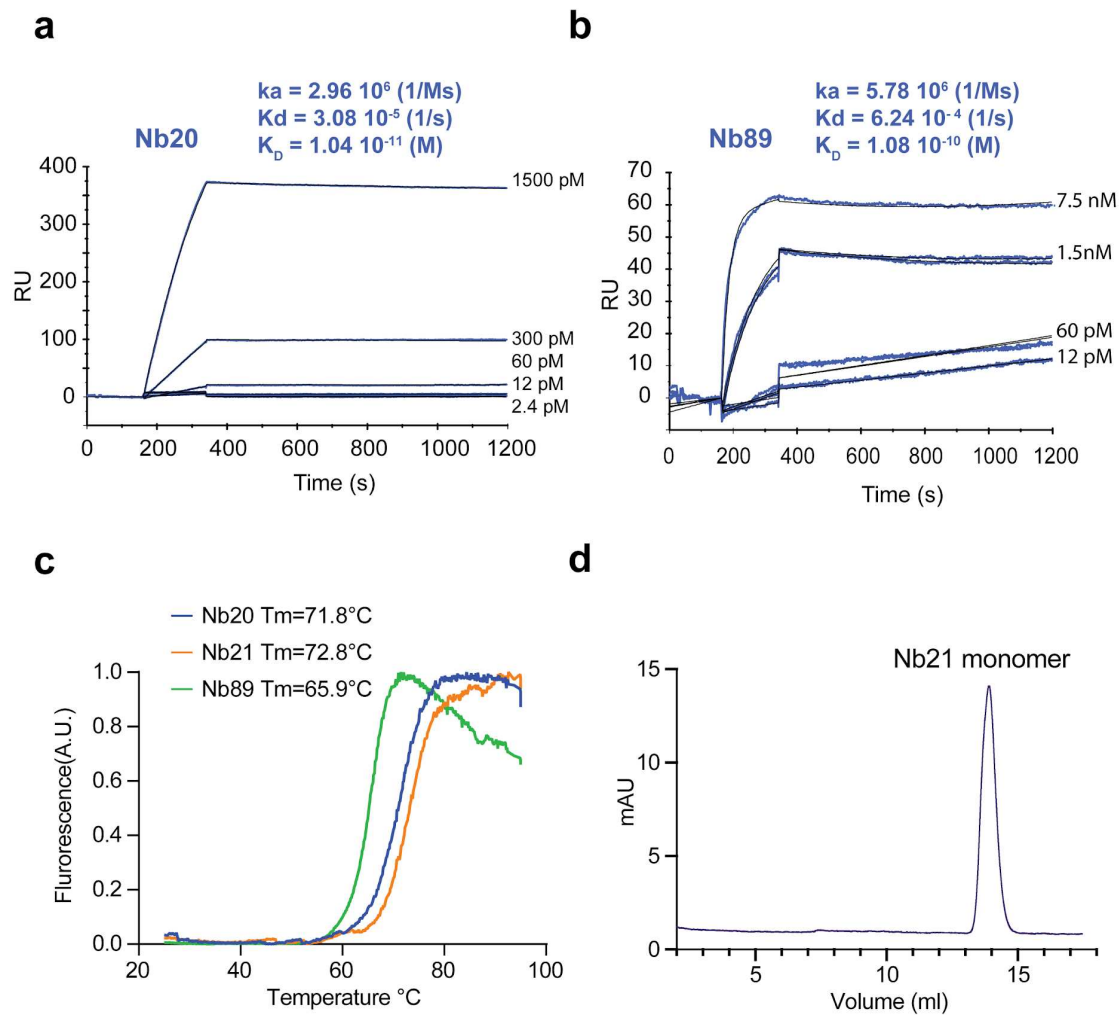 a
ka = 2.96 10⁶ (1/Ms)
Kd = 3.08 10⁻⁵ (1/s)
K_D = 1.04 10⁻¹¹ (M)
Nb20
400
300
200
100
0
RU
1500 pM
300 pM
60 pM
12 pM
2.4 pM
0 200 400 600 800 1000 1200
Time (s)
b
ka = 5.78 10⁶ (1/Ms)
Kd = 6.24 10⁻⁴ (1/s)
K_D = 1.08 10⁻¹⁰ (M)
Nb89
70
60
50
40
30
20
10
0
RU
7.5 nM
1.5nM
60 pM
12 pM
0 200 400 600 800 1000 1200
Time (s)
c
Nb20 Tm=71.8°C
Nb21 Tm=72.8°C
Nb89 Tm=65.9°C
1.0
0.8
0.6
0.4
0.2
0.0
Flurorescence(A.U.)
20 40 60 80 100
Temperature °C
d
Nb21 monomer
15
10
5
0
mAU
5 10 15
Volume (ml)